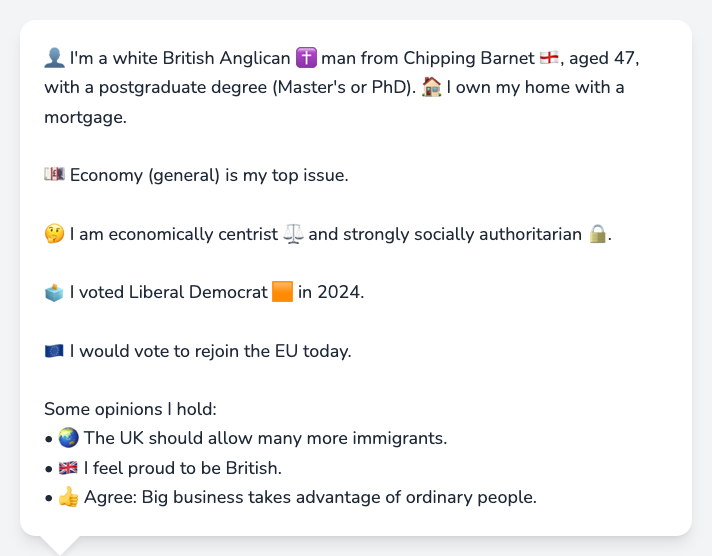 👤 I'm a white British Anglican ✝️ man from Chipping Barnet 🏴󠁧󠁢󠁥󠁮󠁧󠁿, aged 47,
with a postgraduate degree (Master's or PhD). 🏠 I own my home with a
mortgage.
💷 Economy (general) is my top issue.
🤔 I am economically centrist ⚖️ and strongly socially authoritarian 🔒.
🗳️ I voted Liberal Democrat 🟧 in 2024.
🇪🇺 I would vote to rejoin the EU today.
Some opinions I hold:
• 🌏 The UK should allow many more immigrants.
• 🇬🇧 I feel proud to be British.
• 👍 Agree: Big business takes advantage of ordinary people.